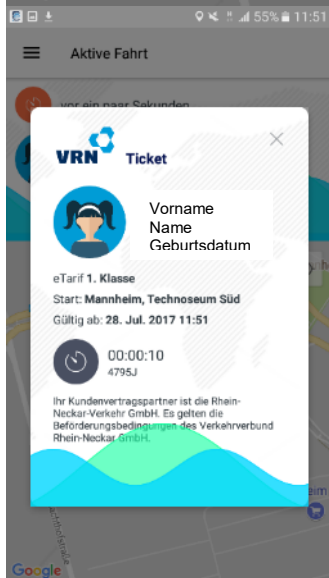 55% 11:51
Aktive Fahrt
vor ein paar Sekunden
VRN Ticket
Vorname
Name
Geburtsdatum
eTarif 1. Klasse
Start: Mannheim, Technoseum Süd
Gültig ab: 28. Jul. 2017 11:51
00:00:10
4795J
Ihr Kundenvertragspartner ist die Rhein-
Neckar-Verkehr GmbH. Es gelten die
Beförderungsbedingungen des Verkehrverbund
Rhein-Neckar GmbH.
Google